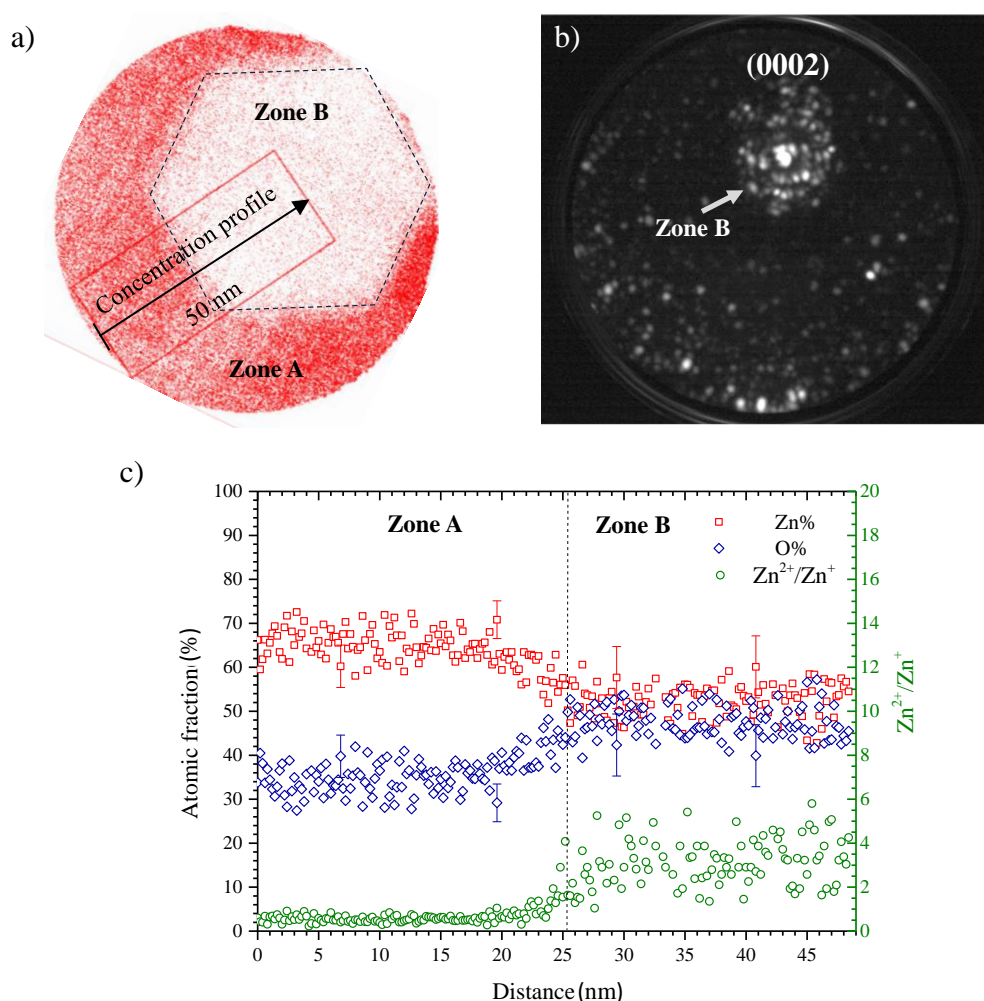 a)
Zone B
Concentration profile
50 nm
Zone A
b)
(0002)
Zone B
c)
Zone A
Zone B
Zn%
O%
Zn²⁺/Zn⁺
100
90
80
70
60
50
40
30
20
10
0
Atomic fraction (%)
20
18
16
14
12
10
8
6
4
2
0
Zn²⁺/Zn⁺
0 5 10 15 20 25 30 35 40 45
Distance (nm)